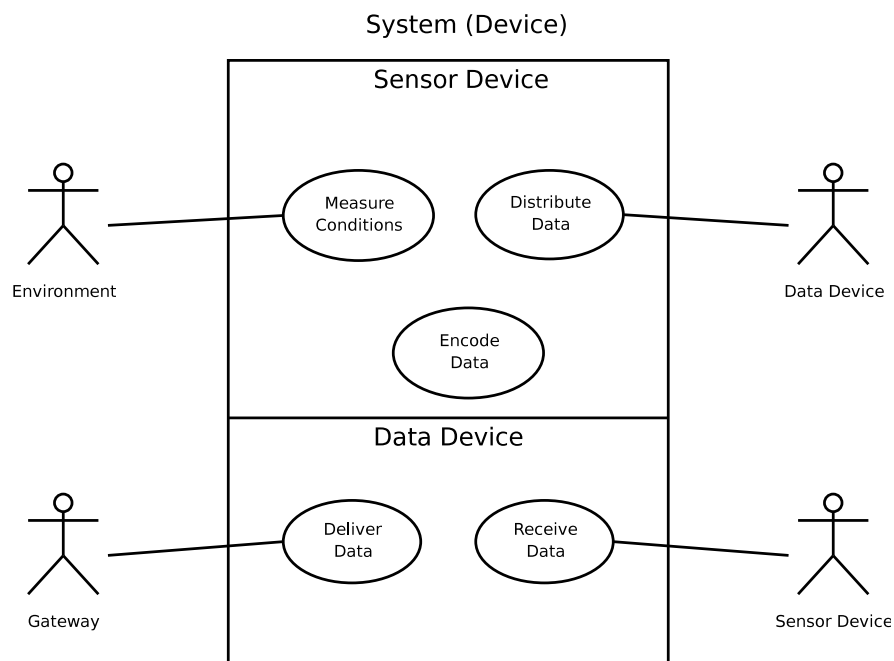 System (Device)
Sensor Device
Measure
Conditions
Distribute
Data
Environment
Data Device
Encode
Data
Data Device
Deliver
Data
Receive
Data
Gateway
Sensor Device